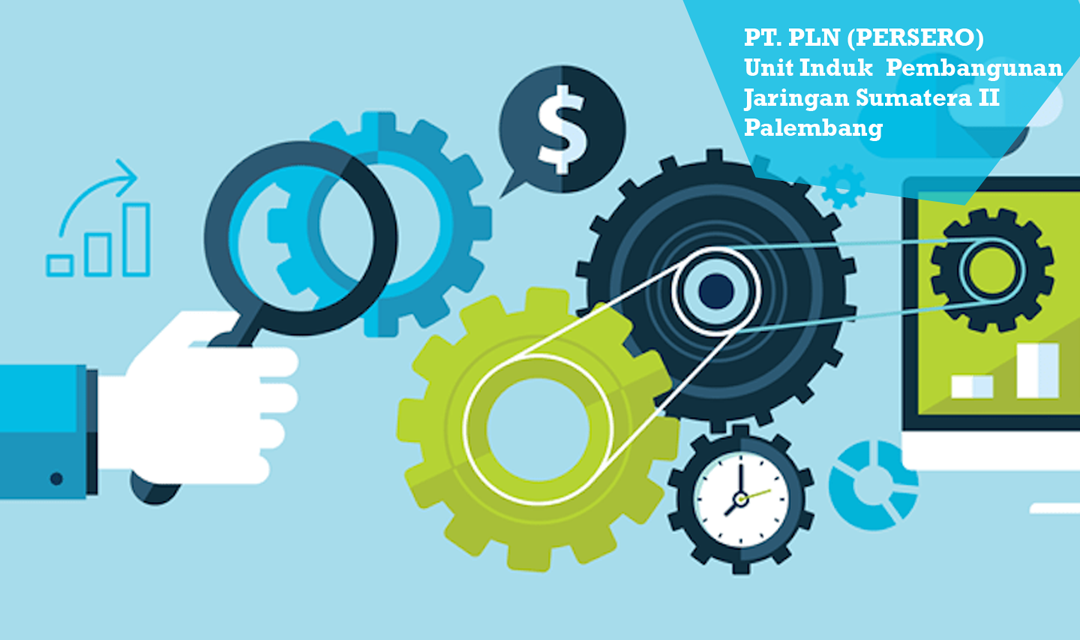 PT. PLN (PERSERO)
Unit Induk Pembangunan
Jaringan Sumatera II
Palembang
$